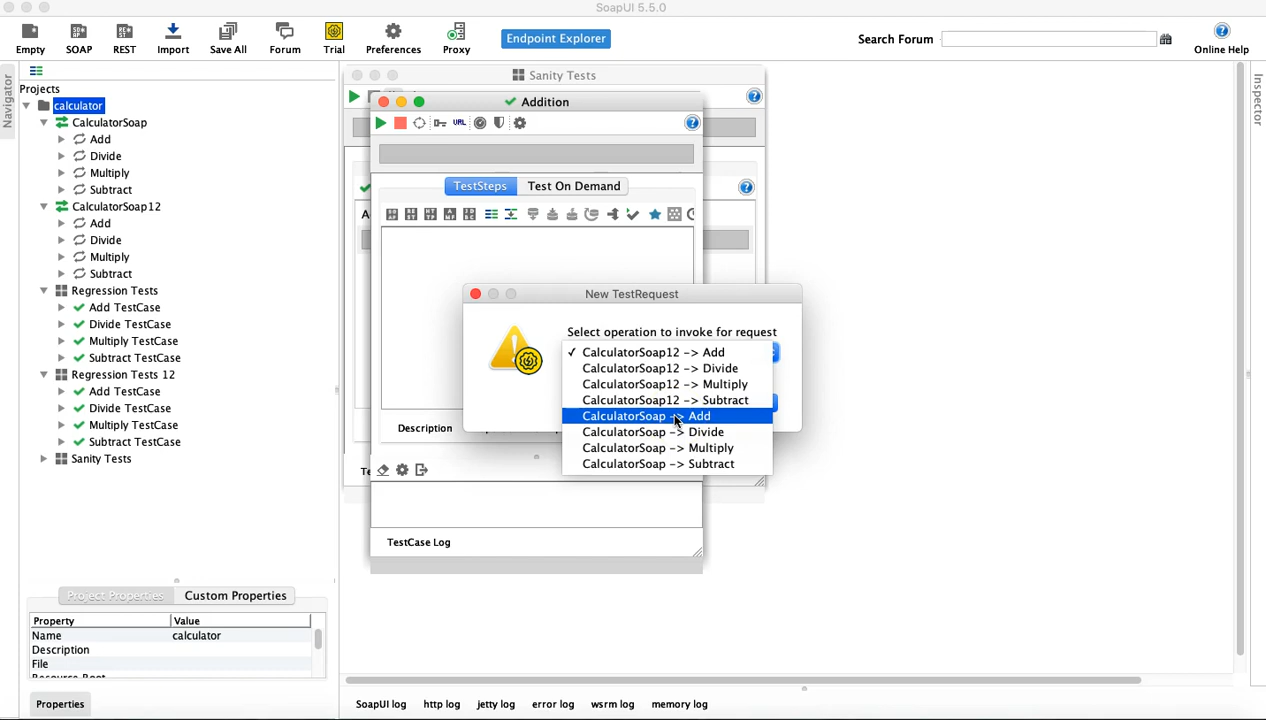 SoapUI 5.5.0
Empty SOAP REST Import Save All Forum Trial Preferences Proxy Endpoint Explorer Search Forum Online Help
Navigator
Inspector
Projects
calculator
CalculatorSoap
Add
Divide
Multiply
Subtract
CalculatorSoap12
Add
Divide
Multiply
Subtract
Regression Tests
Add TestCase
Divide TestCase
Multiply TestCase
Subtract TestCase
Regression Tests 12
Add TestCase
Divide TestCase
Multiply TestCase
Subtract TestCase
Sanity Tests
Project Properties Custom Properties
Property Value
Name calculator
Description
File
Resource Root
Properties
Sanity Tests
Addition
URL
TestSteps Test On Demand
Description
TestCase Log
New TestRequest
Select operation to invoke for request
✓ CalculatorSoap12 -> Add
CalculatorSoap12 -> Divide
CalculatorSoap12 -> Multiply
CalculatorSoap12 -> Subtract
CalculatorSoap -> Add
CalculatorSoap -> Divide
CalculatorSoap -> Multiply
CalculatorSoap -> Subtract
SoapUI log http log jetty log error log wsrm log memory log